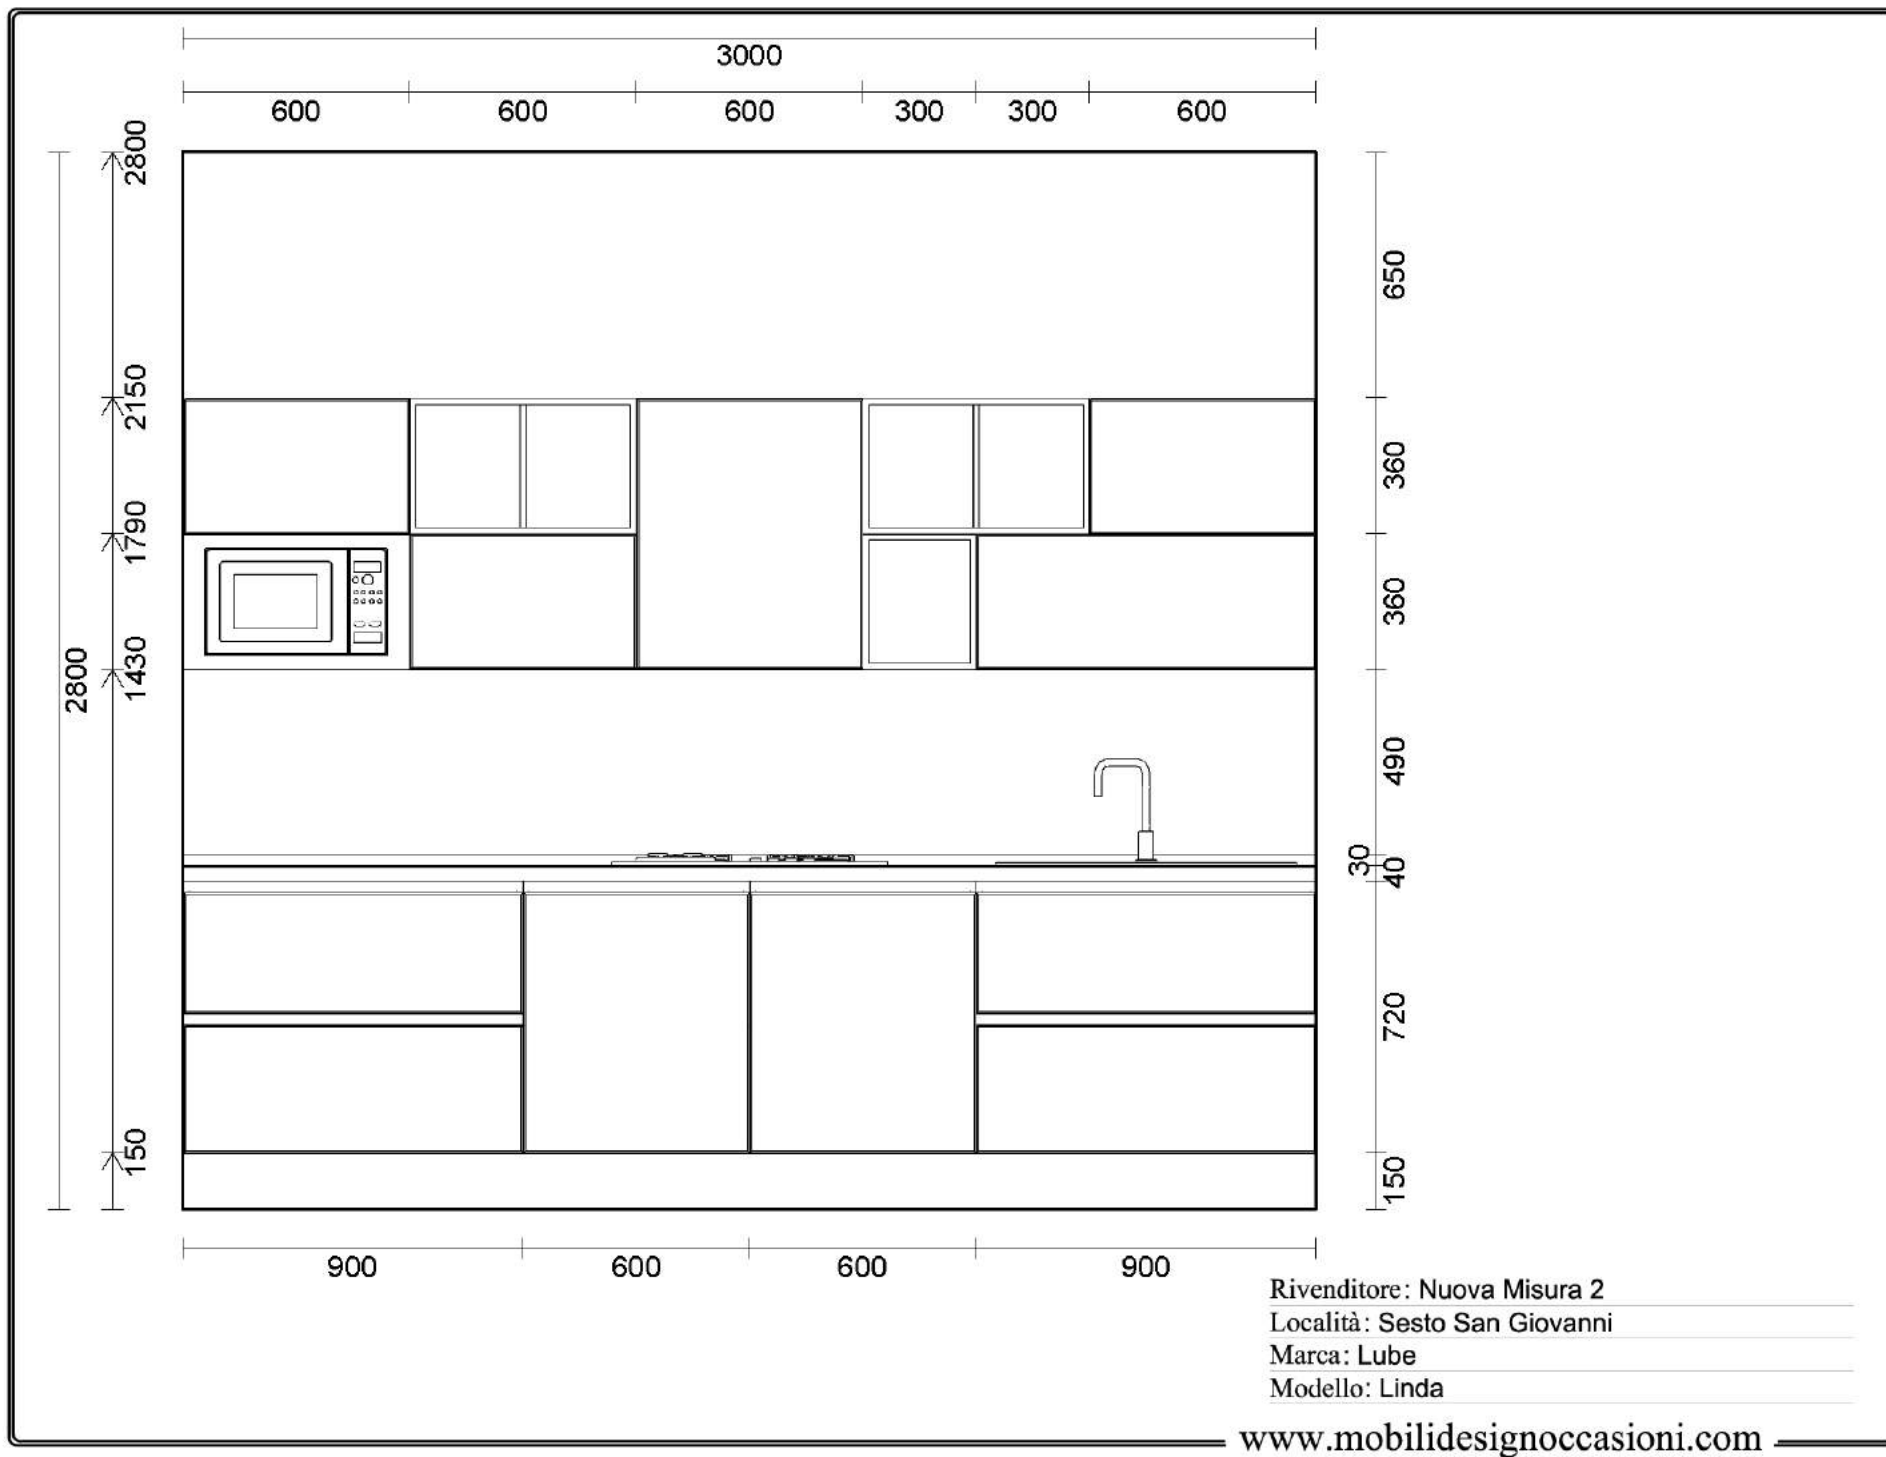 3000
600 600 600 300 300 600
2800
2150
1790
1430
150
2800
650
360
360
490
30
40
720
150
900 600 600 900
Rivenditore: Nuova Misura 2
Località: Sesto San Giovanni
Marca: Lube
Modello: Linda
www.mobilidesignoccasioni.com